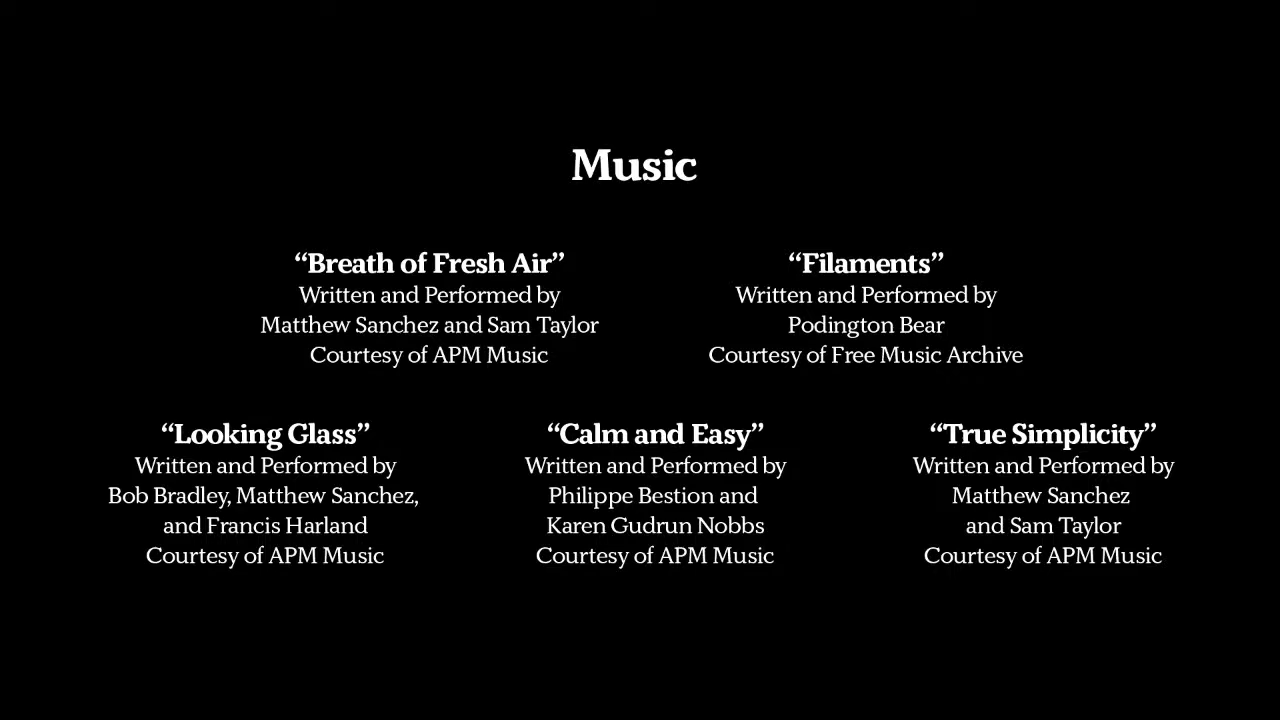 Music
“Breath of Fresh Air”
Written and Performed by
Matthew Sanchez and Sam Taylor
Courtesy of APM Music
“Filaments”
Written and Performed by
Podington Bear
Courtesy of Free Music Archive
“Looking Glass”
Written and Performed by
Bob Bradley, Matthew Sanchez,
and Francis Harland
Courtesy of APM Music
“Calm and Easy”
Written and Performed by
Philippe Bestion and
Karen Gudrun Nobbs
Courtesy of APM Music
“True Simplicity”
Written and Performed by
Matthew Sanchez
and Sam Taylor
Courtesy of APM Music